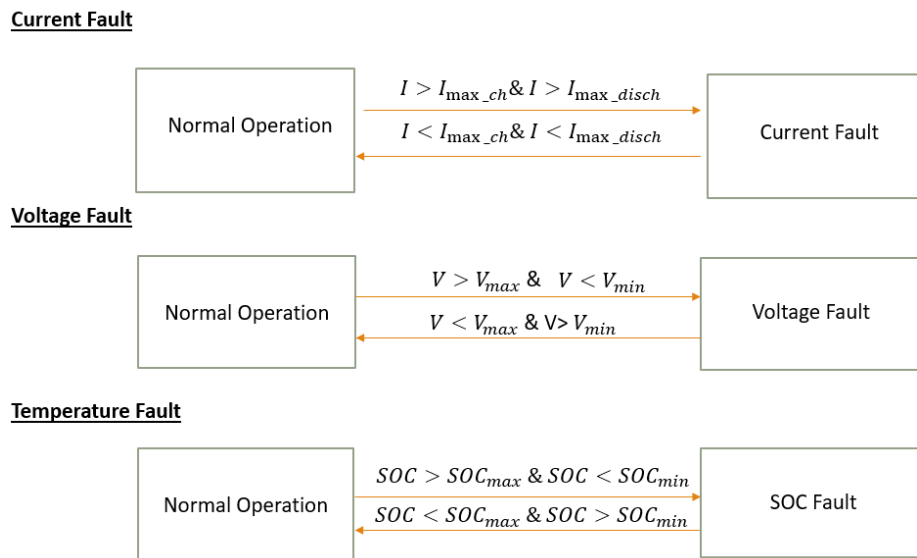 Current Fault
Normal Operation
I > I_max_ch & I > I_max_disch
I < I_max_ch & I < I_max_disch
Current Fault
Voltage Fault
Normal Operation
V > V_max & V < V_min
V < V_max & V> V_min
Voltage Fault
Temperature Fault
Normal Operation
SOC > SOC_max & SOC < SOC_min
SOC < SOC_max & SOC > SOC_min
SOC Fault